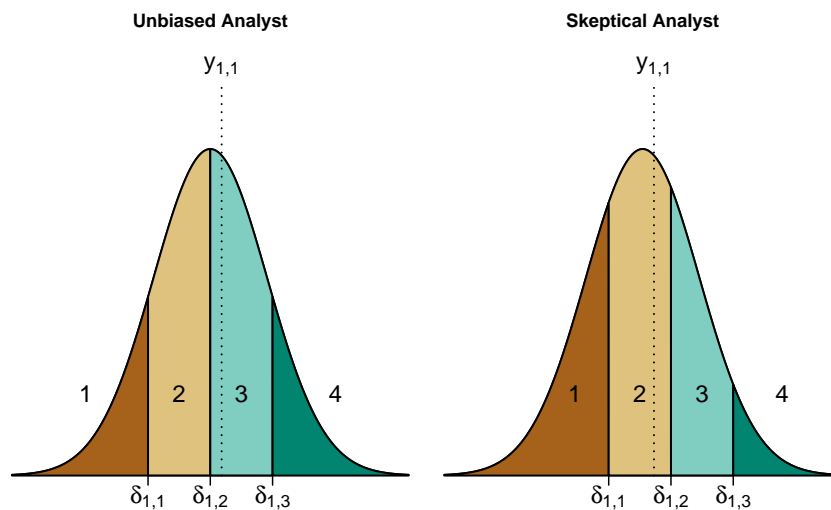 Unbiased Analyst
y1,1
1 2 3 4
δ1,1 δ1,2 δ1,3
Skeptical Analyst
y1,1
1 2 3 4
δ1,1 δ1,2 δ1,3